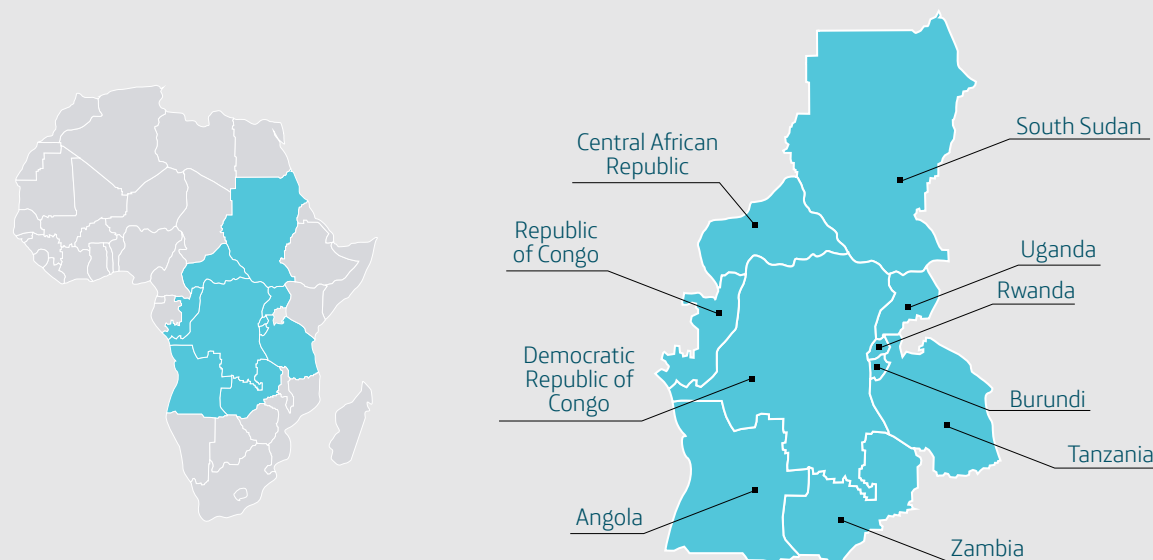 South Sudan
Central African
Republic
Republic
of Congo
Uganda
Rwanda
Democratic
Republic of
Congo
Burundi
Tanzania
Angola
Zambia